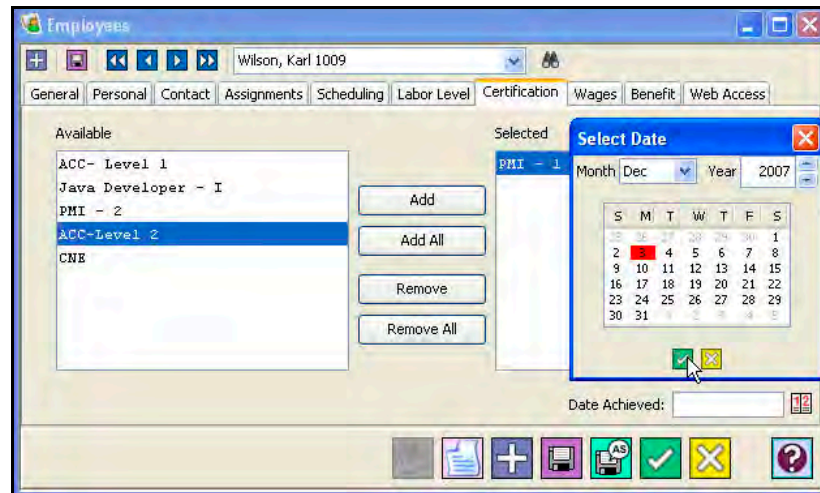 Employees
Wilson, Karl 1009
General Personal Contact Assignments Scheduling Labor Level Certification Wages Benefit Web Access
Available
ACC- Level 1
Java Developer - I
PMI - 2
ACC-Level 2
CNE
Add
Add All
Remove
Remove All
Selected
PMI - 1
Select Date
Month Dec Year 2007
S M T W T F S
25 26 27 28 29 30 1
2 3 4 5 6 7 8
9 10 11 12 13 14 15
16 17 18 19 20 21 22
23 24 25 26 27 28 29
30 31 1 2 3 4 5
Date Achieved:
12
AS
?